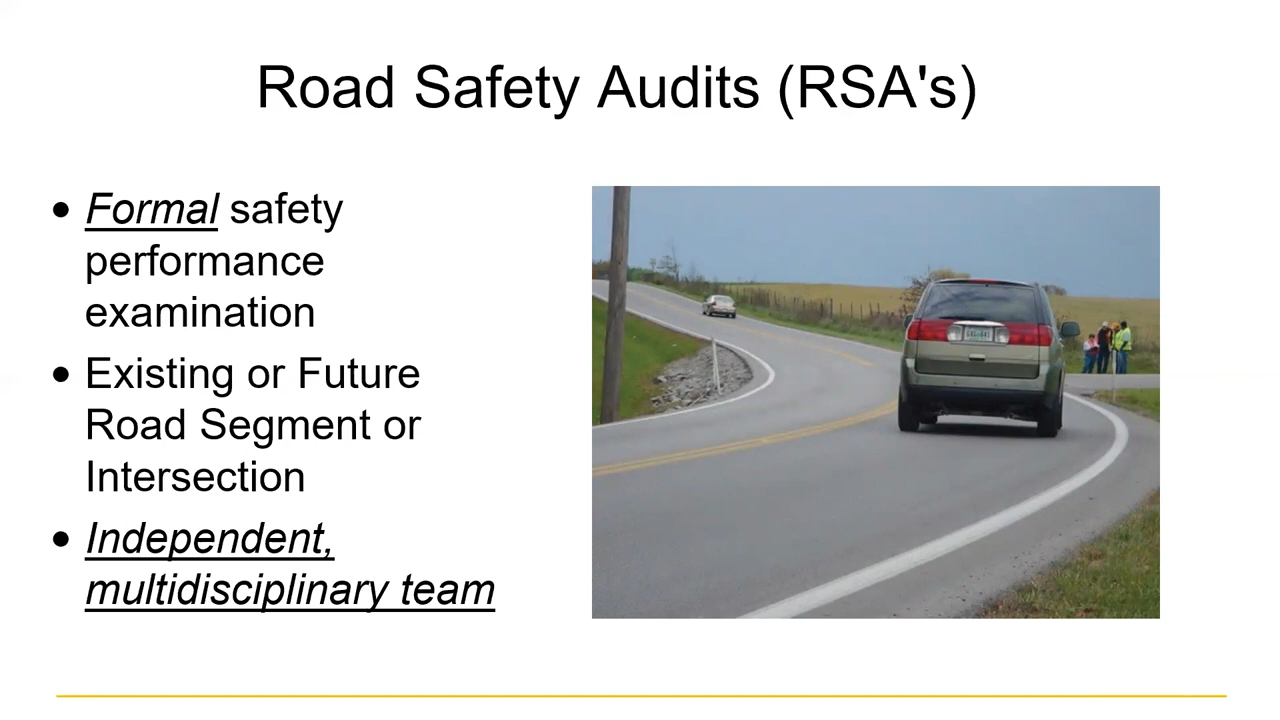 Road Safety Audits (RSA's)
• Formal safety
performance
examination
• Existing or Future
Road Segment or
Intersection
• Independent,
multidisciplinary team